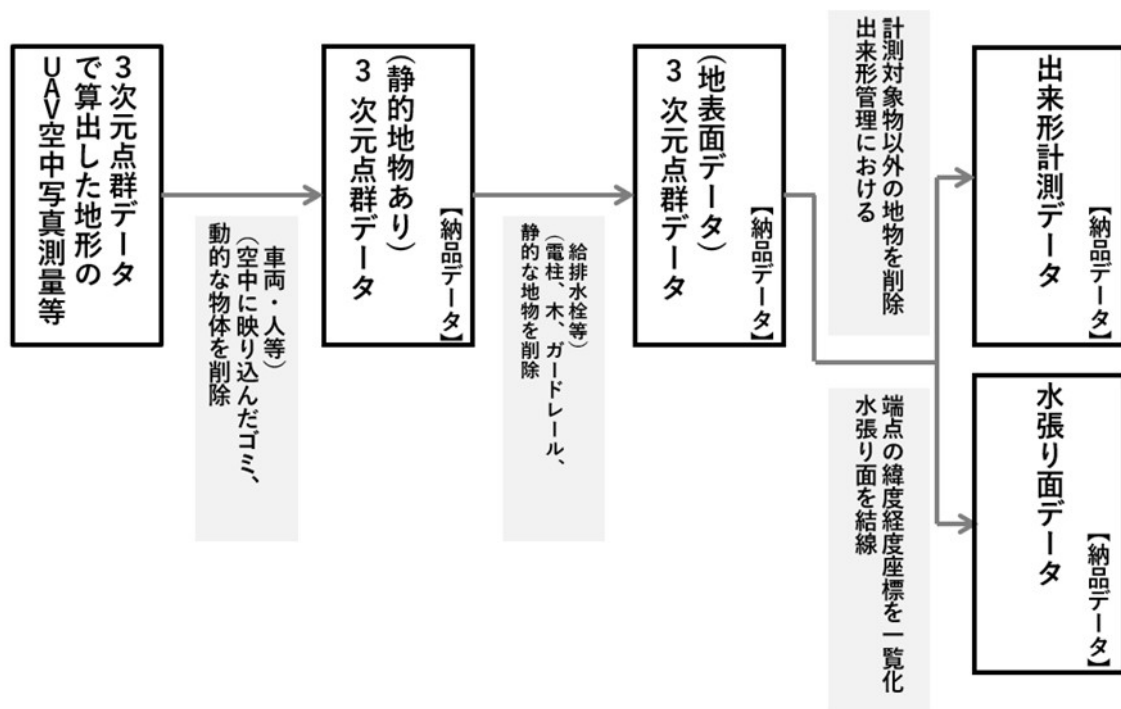 UAV空中写真測量等
で算出した地形の
３次元点群データ
動的な物体を削除
(空中に映り込んだゴミ、
車両・人等)
３次元点群データ
(静的地物あり)
【納品データ】
静的な地物を削除
(電柱、木、ガードレール、
給排水栓等)
３次元点群データ
(地表面データ)
【納品データ】
出来形管理における
計測対象物以外の地物を削除
出来形計測データ
【納品データ】
水張り面を結線
端点の緯度経度座標を一覧化
水張り面データ
【納品データ】